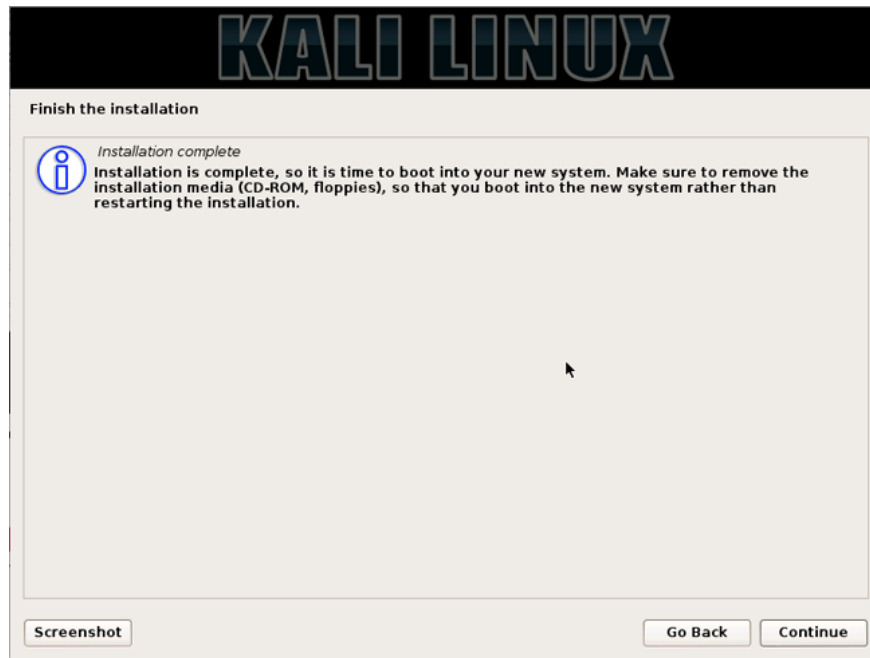 KALI LINUX
Finish the installation
Installation complete
Installation is complete, so it is time to boot into your new system. Make sure to remove the
installation media (CD-ROM, floppies), so that you boot into the new system rather than
restarting the installation.
Screenshot
Go Back
Continue